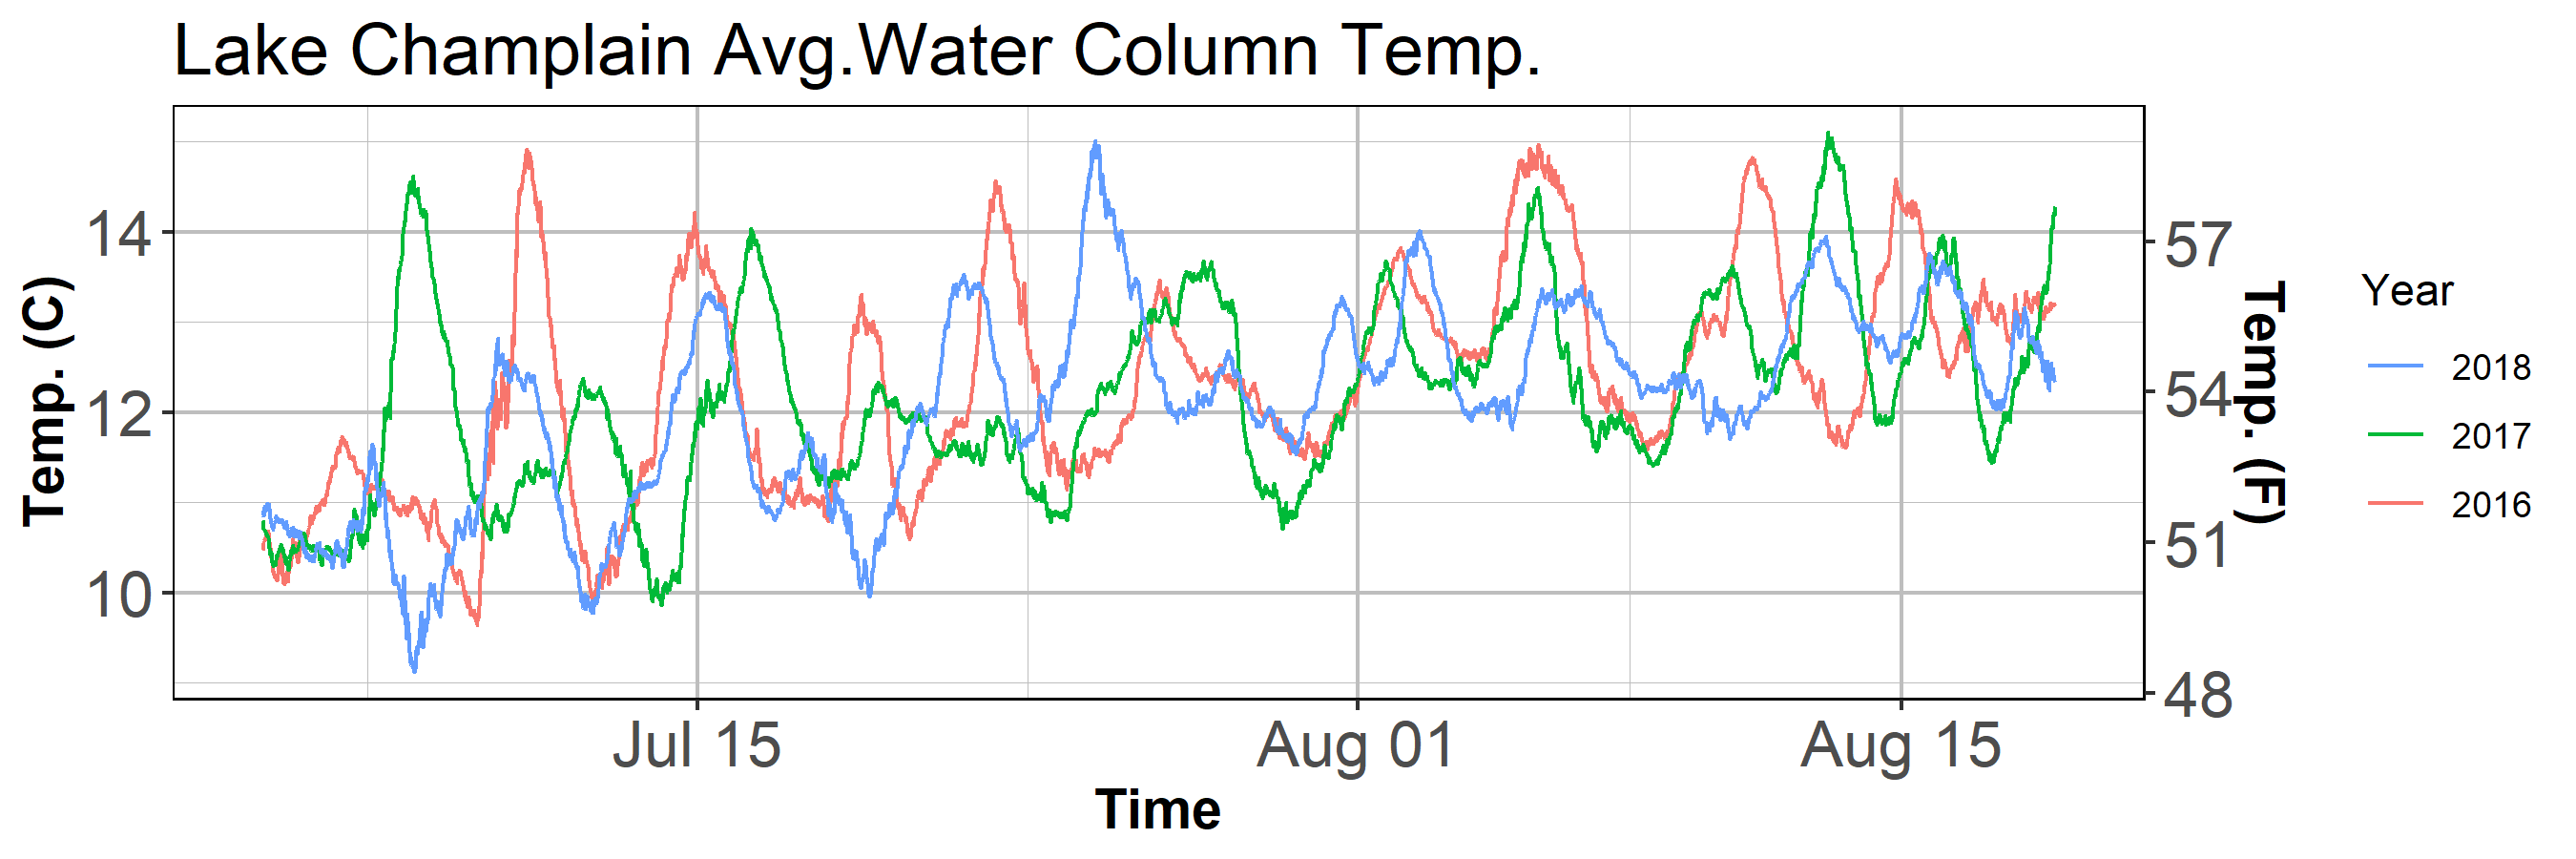 Lake Champlain Avg.Water Column Temp.
Temp. (C)
14
12
10
57
54
51
48
Temp. (F)
Jul 15
Aug 01
Aug 15
Time
Year
2018
2017
2016